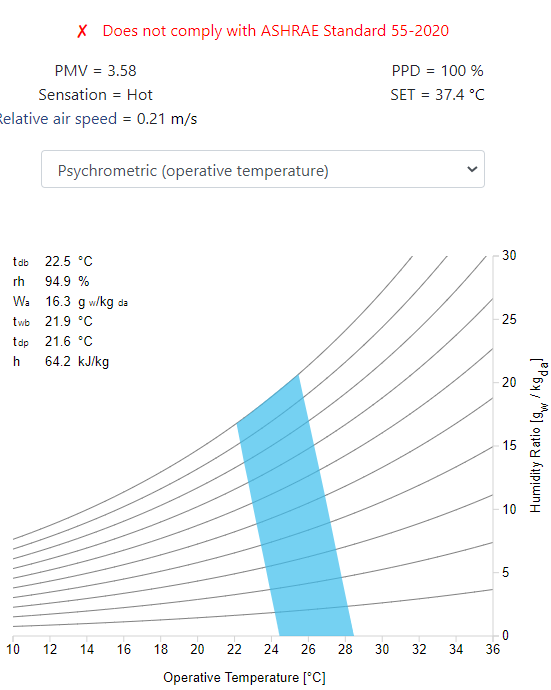 ✗ Does not comply with ASHRAE Standard 55-2020
PMV = 3.58
PPD = 100 %
Sensation = Hot
SET = 37.4 °C
Relative air speed = 0.21 m/s
Psychrometric (operative temperature)
tdb 22.5 °C
rh 94.9 %
Wa 16.3 g w/kg da
twb 21.9 °C
tdp 21.6 °C
h 64.2 kJ/kg
30
25
20
15
10
5
0
Humidity Ratio [gw / kgda]
10 12 14 16 18 20 22 24 26 28 30 32 34 36
Operative Temperature [°C]